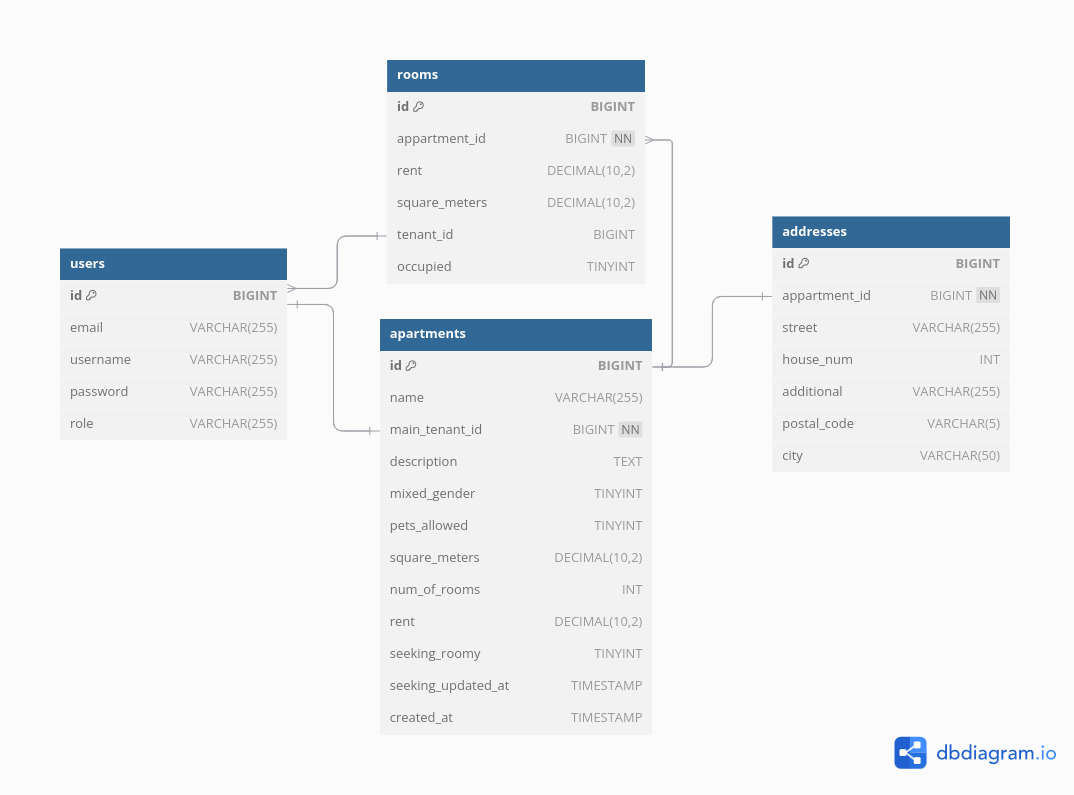 rooms
id BIGINT
appartment_id BIGINT NN
rent DECIMAL(10,2)
square_meters DECIMAL(10,2)
tenant_id BIGINT
occupied TINYINT
users
id BIGINT
email VARCHAR(255)
username VARCHAR(255)
password VARCHAR(255)
role VARCHAR(255)
apartments
id BIGINT
name VARCHAR(255)
main_tenant_id BIGINT NN
description TEXT
mixed_gender TINYINT
pets_allowed TINYINT
square_meters DECIMAL(10,2)
num_of_rooms INT
rent DECIMAL(10,2)
seeking_roomy TINYINT
seeking_updated_at TIMESTAMP
created_at TIMESTAMP
addresses
id BIGINT
appartment_id BIGINT NN
street VARCHAR(255)
house_num INT
additional VARCHAR(255)
postal_code VARCHAR(5)
city VARCHAR(50)
dbdiagram.io